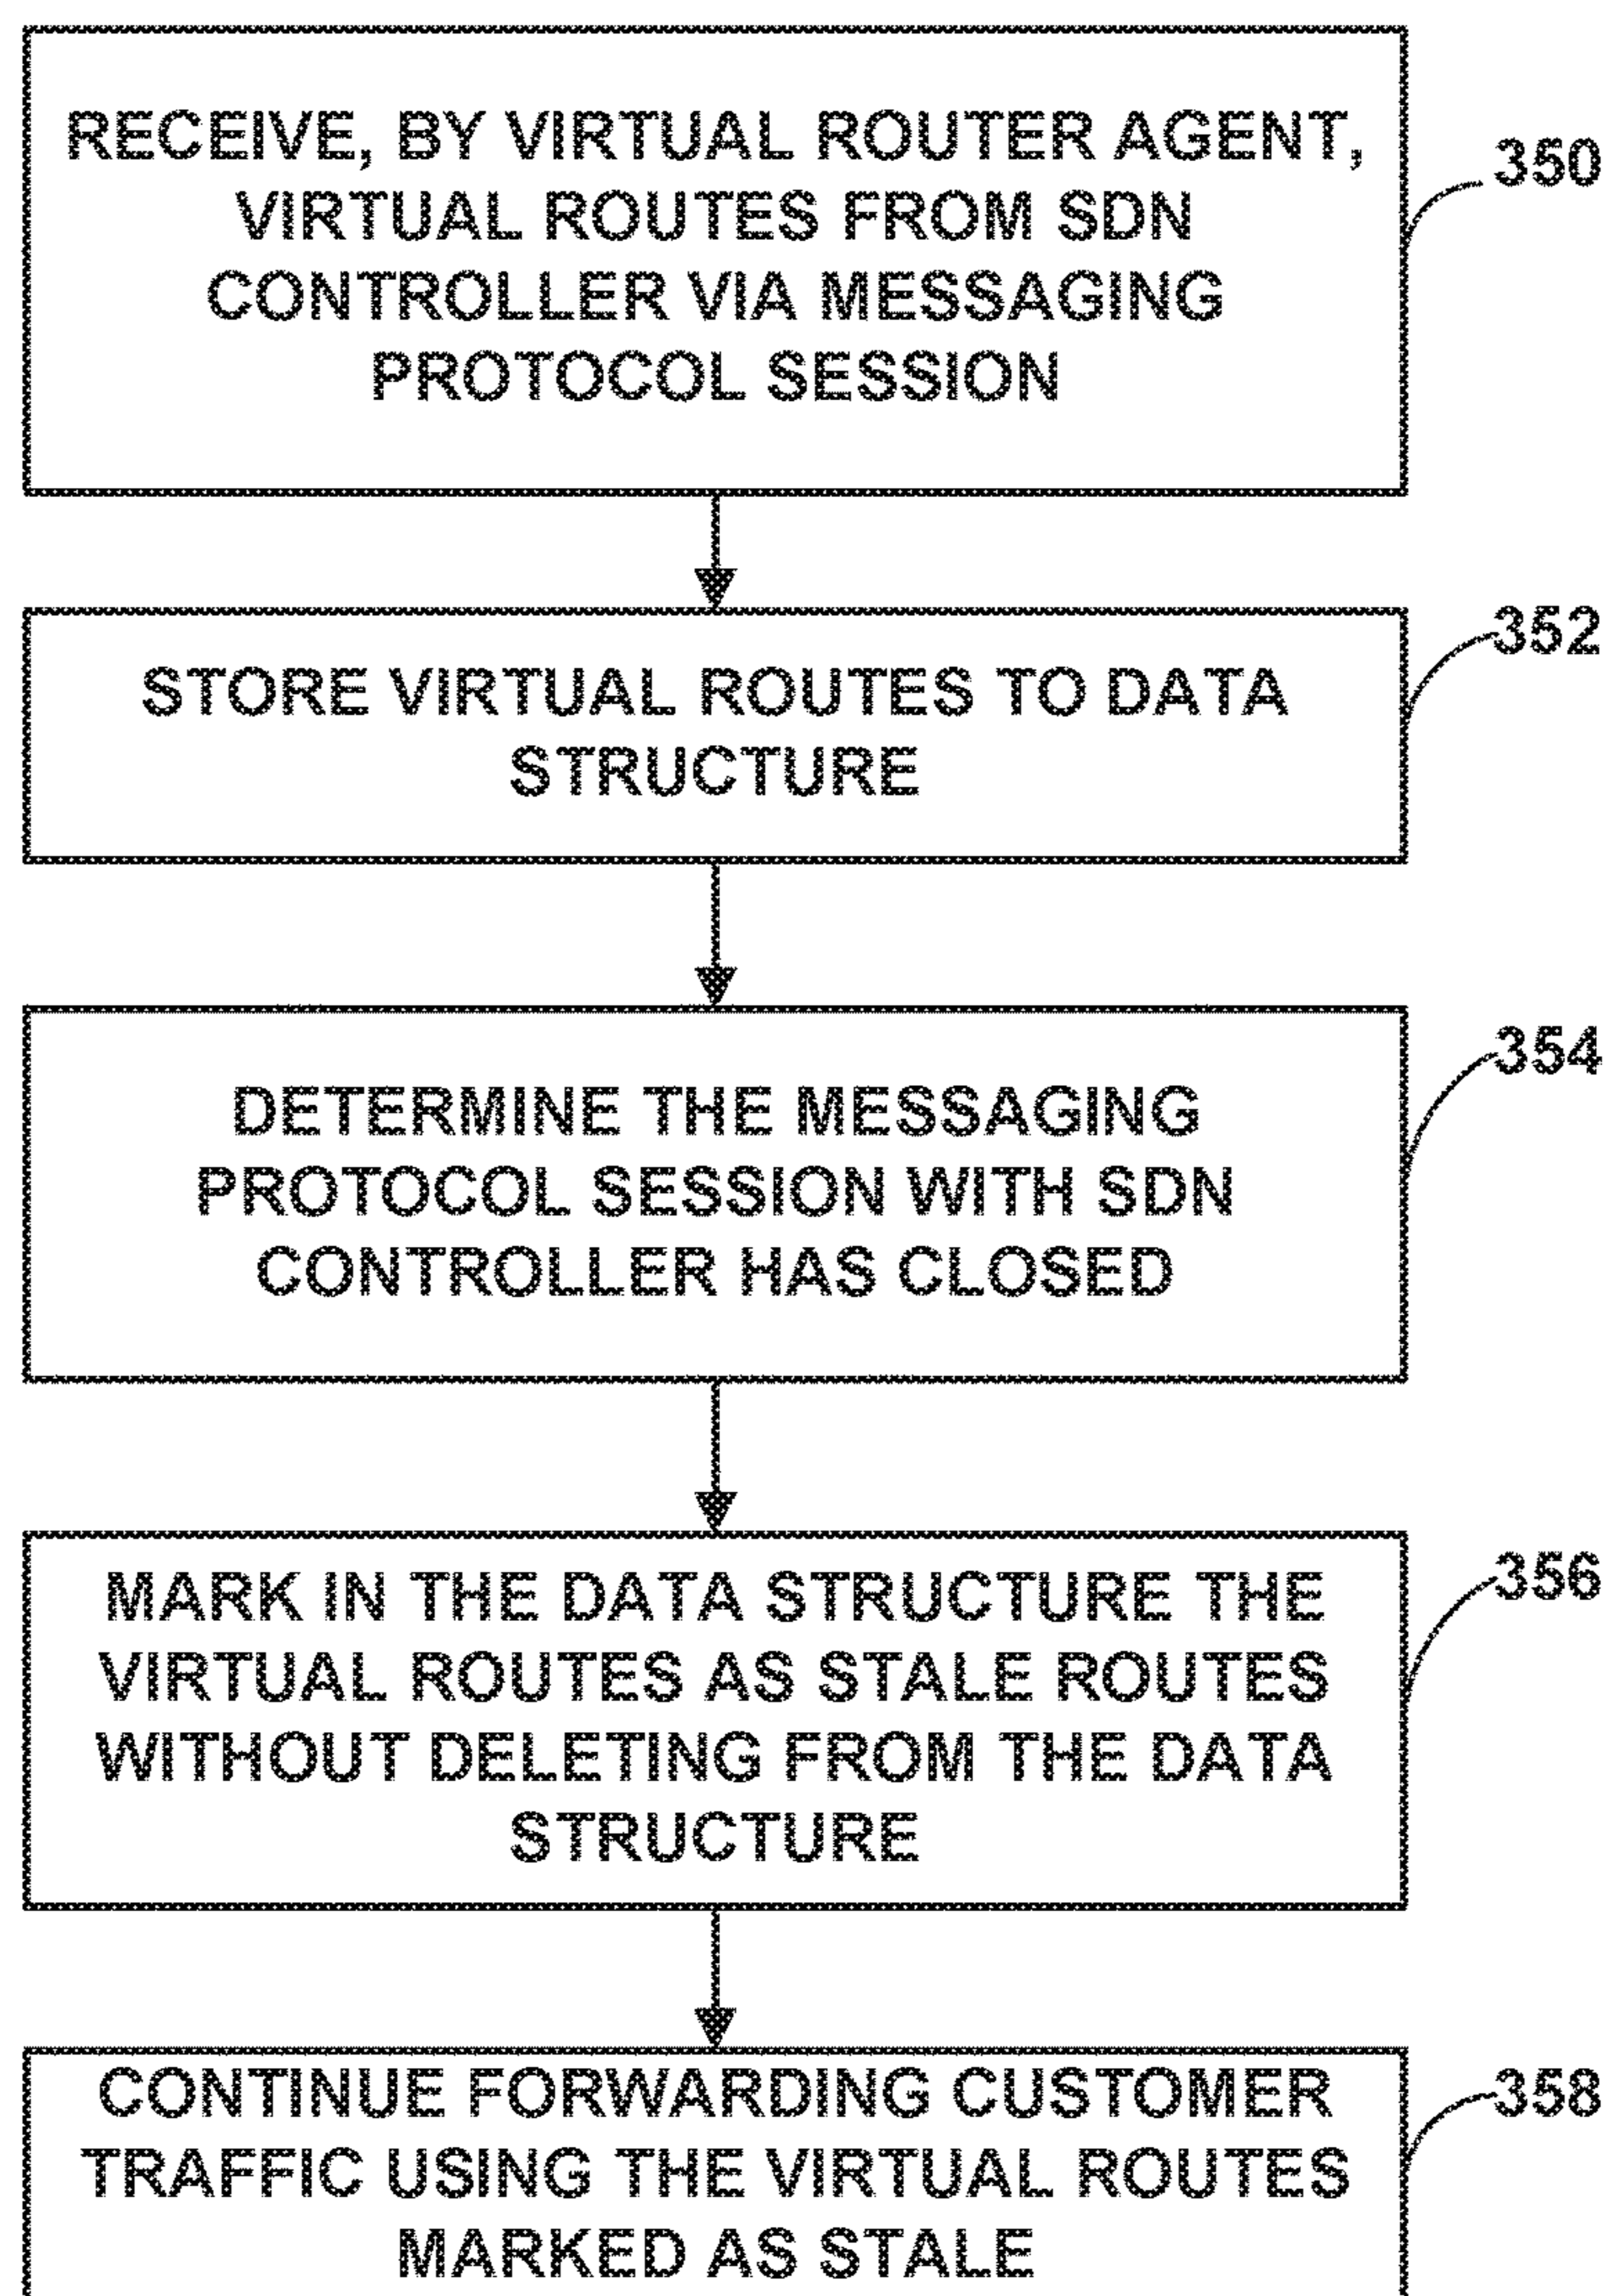 RECEIVE, BY VIRTUAL ROUTER AGENT,
VIRTUAL ROUTES FROM SDN
CONTROLLER VIA MESSAGING
PROTOCOL SESSION
350
STORE VIRTUAL ROUTES TO DATA
STRUCTURE
352
DETERMINE THE MESSAGING
PROTOCOL SESSION WITH SDN
CONTROLLER HAS CLOSED
354
MARK IN THE DATA STRUCTURE THE
VIRTUAL ROUTES AS STALE ROUTES
WITHOUT DELETING FROM THE DATA
STRUCTURE
356
CONTINUE FORWARDING CUSTOMER
TRAFFIC USING THE VIRTUAL ROUTES
MARKED AS STALE
358